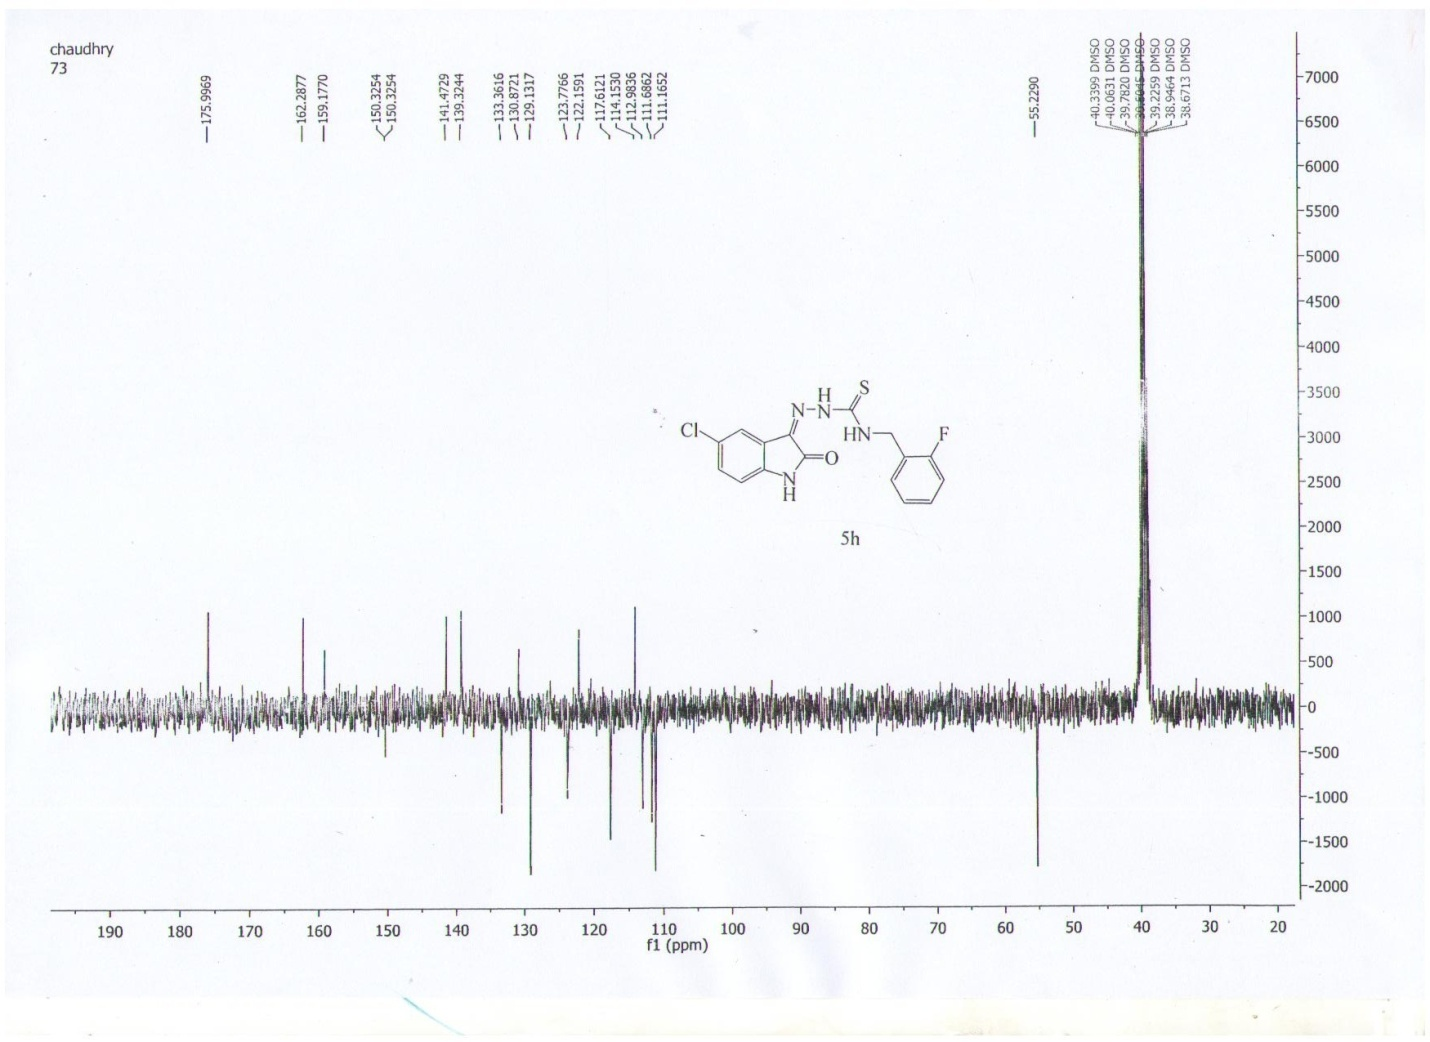 chaudhry
73
175.9969
162.2877
159.1770
150.3254
150.3254
141.4729
139.3244
133.3616
130.8721
129.1317
123.7766
122.1591
117.6121
114.1530
112.9836
111.6862
111.1652
55.2290
40.3399 DMSO
40.0631 DMSO
39.7820 DMSO
39.5045 DMSO
39.2259 DMSO
38.9464 DMSO
38.6713 DMSO
7000
6500
6000
5500
5000
4500
4000
3500
3000
2500
2000
1500
1000
500
0
-500
-1000
-1500
-2000
H S
N N
Cl HN F
O
N
H
5h
190 180 170 160 150 140 130 120 110 100 90 80 70 60 50 40 30 20
f1 (ppm)